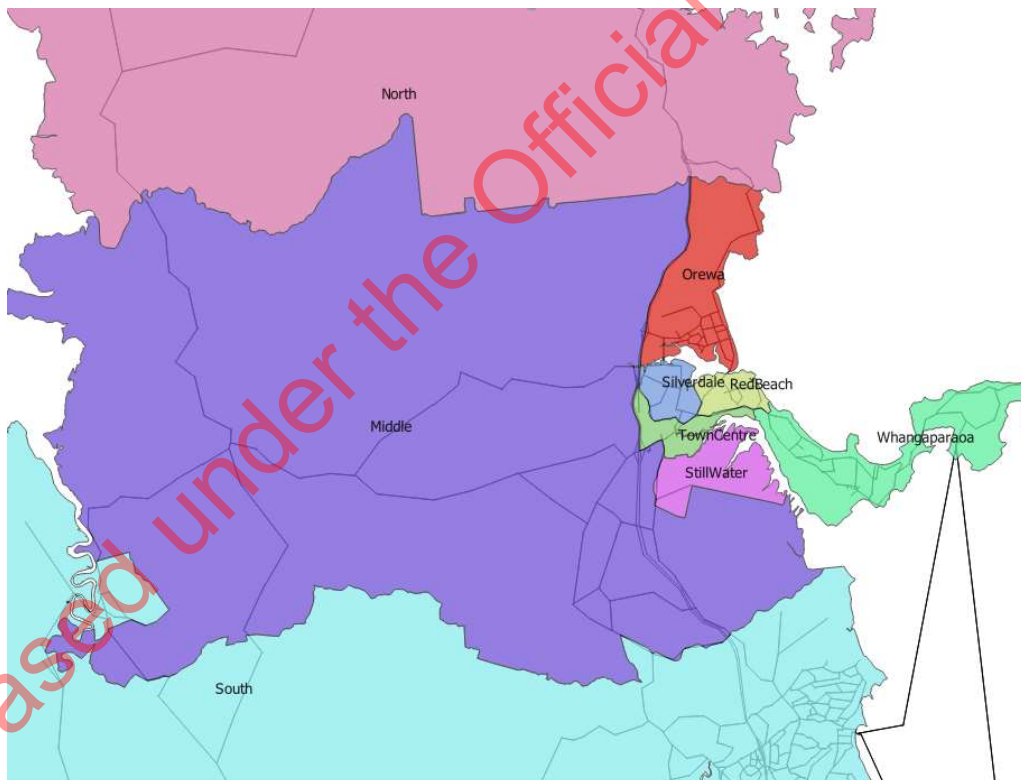 North
Orewa
Silverdale
RedBeach
Middle
TownCentre
Whangaparaoa
StillWater
South
ased under the Official